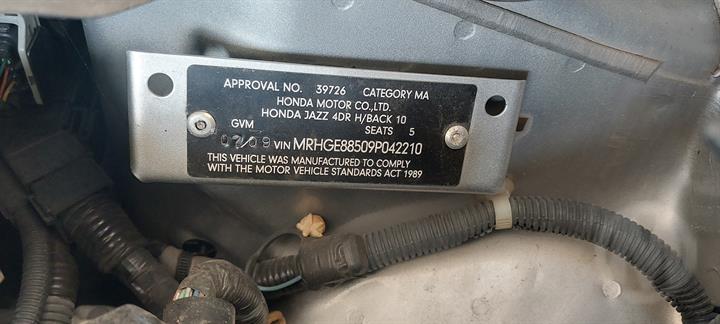 APPROVAL NO. 39726 CATEGORY MA
HONDA MOTOR CO.,LTD.
HONDA JAZZ 4DR H/BACK 10
GVM SEATS 5
07/09 VIN MRHGE88509P042210
THIS VEHICLE WAS MANUFACTURED TO COMPLY
WITH THE MOTOR VEHICLE STANDARDS ACT 1989